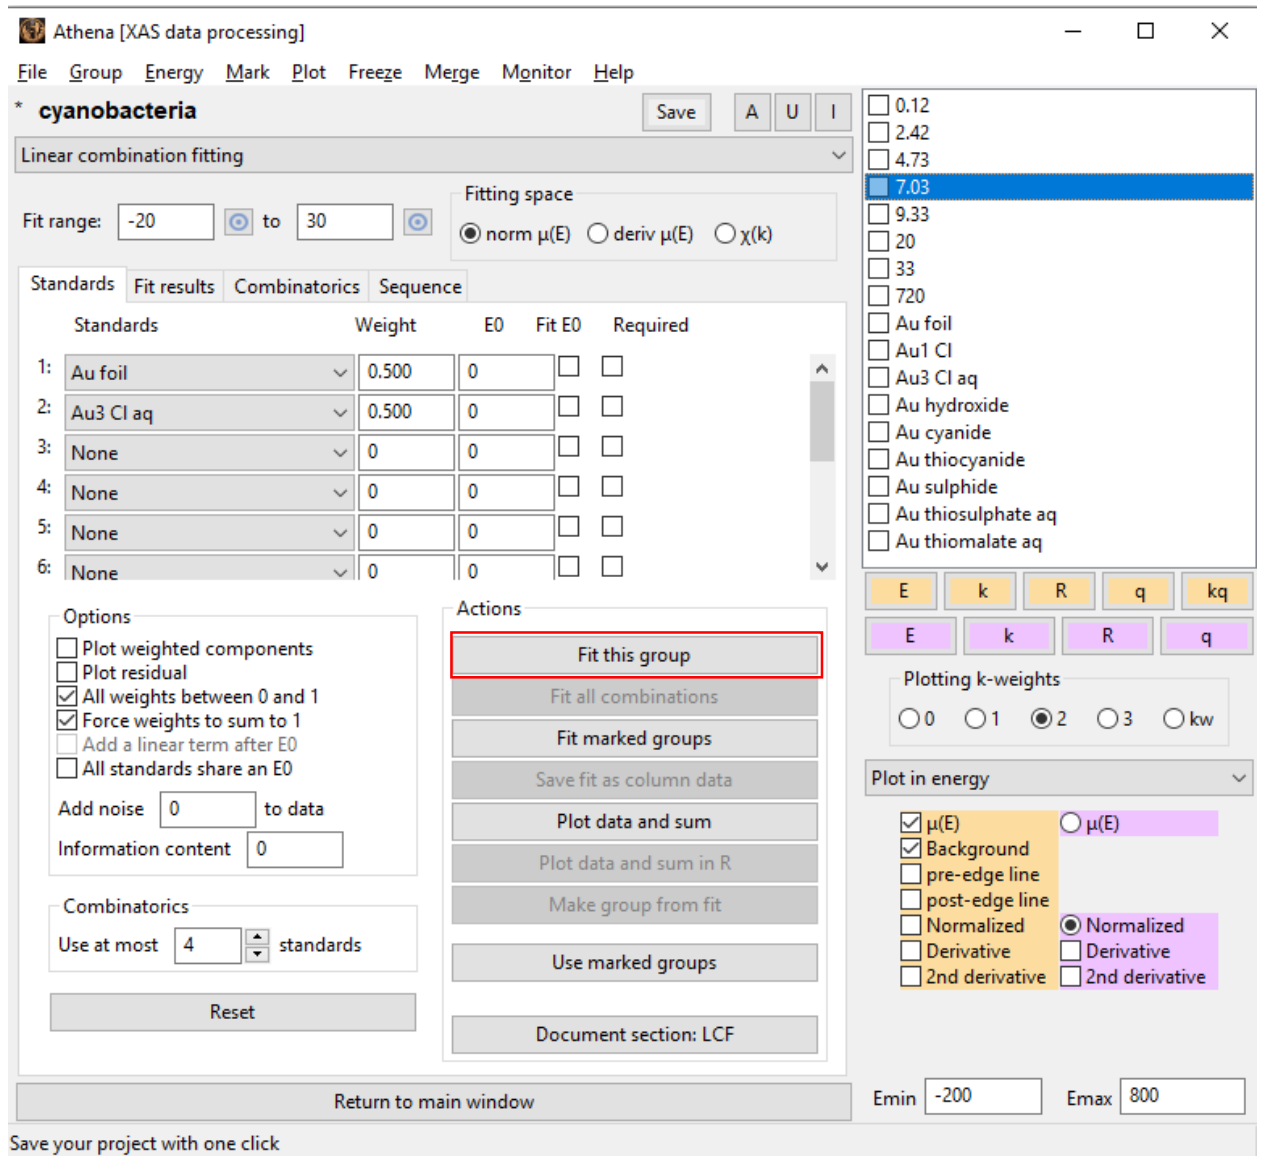 Athena [XAS data processing]
File Group Energy Mark Plot Freeze Merge Monitor Help
* cyanobacteria Save A U I
Linear combination fitting
Fit range: -20 to 30
Fitting space
norm μ(E) deriv μ(E) χ(k)
Standards Fit results Combinatorics Sequence
Standards Weight E0 Fit E0 Required
1: Au foil 0.500 0
2: Au3 Cl aq 0.500 0
3: None 0 0
4: None 0 0
5: None 0 0
6: None 0 0
Options
Plot weighted components
Plot residual
All weights between 0 and 1
Force weights to sum to 1
Add a linear term after E0
All standards share an E0
Add noise 0 to data
Information content 0
Combinatorics
Use at most 4 standards
Reset
Actions
Fit this group
Fit all combinations
Fit marked groups
Save fit as column data
Plot data and sum
Plot data and sum in R
Make group from fit
Use marked groups
Document section: LCF
Return to main window
Save your project with one click
0.12
2.42
4.73
7.03
9.33
20
33
720
Au foil
Au1 Cl
Au3 Cl aq
Au hydroxide
Au cyanide
Au thiocyanide
Au sulphide
Au thiosulphate aq
Au thiomalate aq
E k R q kq
E k R q
Plotting k-weights
0 1 2 3 kw
Plot in energy
μ(E) μ(E)
Background
pre-edge line
post-edge line
Normalized Normalized
Derivative Derivative
2nd derivative 2nd derivative
Emin -200 Emax 800